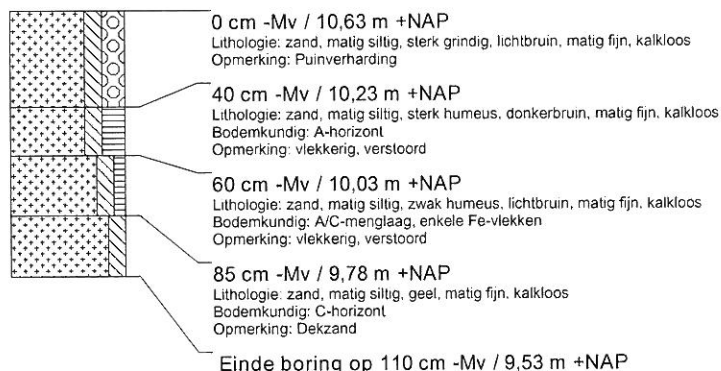 0 cm -Mv / 10,63 m +NAP
Lithologie: zand, matig siltig, sterk grindig, lichtbruin, matig fijn, kalkloos
Opmerking: Puinverharding
40 cm -Mv / 10,23 m +NAP
Lithologie: zand, matig siltig, sterk humeus, donkerbruin, matig fijn, kalkloos
Bodemkundig: A-horizont
Opmerking: vlekkerig, verstoord
60 cm -Mv / 10,03 m +NAP
Lithologie: zand, matig siltig, zwak humeus, lichtbruin, matig fijn, kalkloos
Bodemkundig: A/C-menglaag, enkele Fe-vlekken
Opmerking: vlekkerig, verstoord
85 cm -Mv / 9,78 m +NAP
Lithologie: zand, matig siltig, geel, matig fijn, kalkloos
Bodemkundig: C-horizont
Opmerking: Dekzand
Einde boring op 110 cm -Mv / 9,53 m +NAP